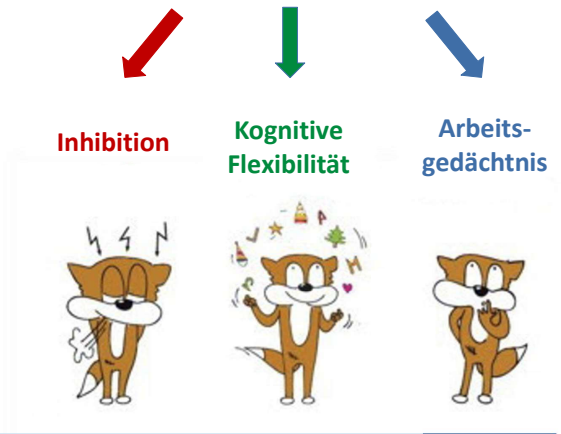 Inhibition
Kognitive
Flexibilität
Arbeits-
gedächtnis